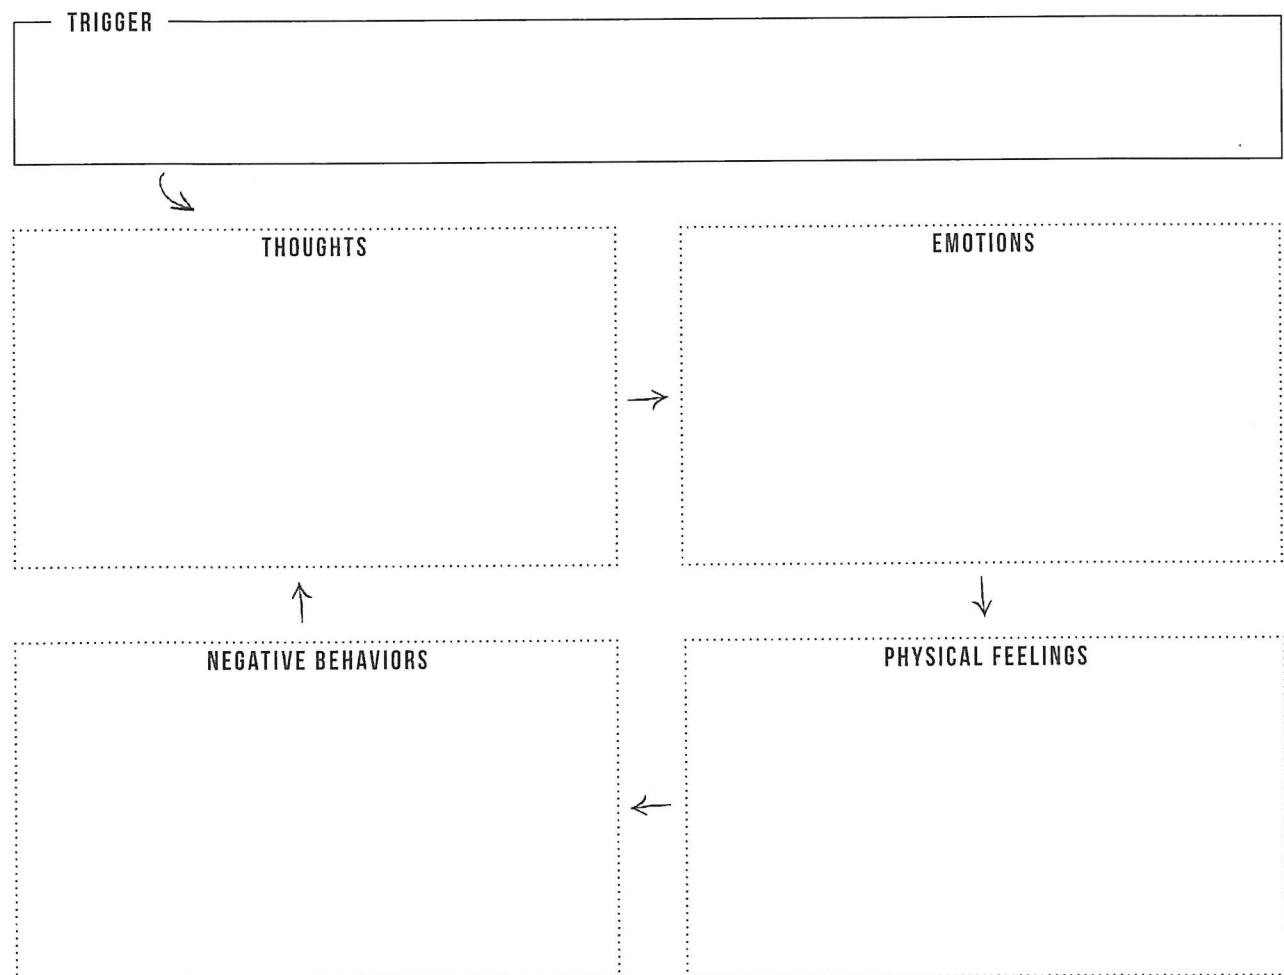 TRIGGER
THOUGHTS
EMOTIONS
NEGATIVE BEHAVIORS
PHYSICAL FEELINGS